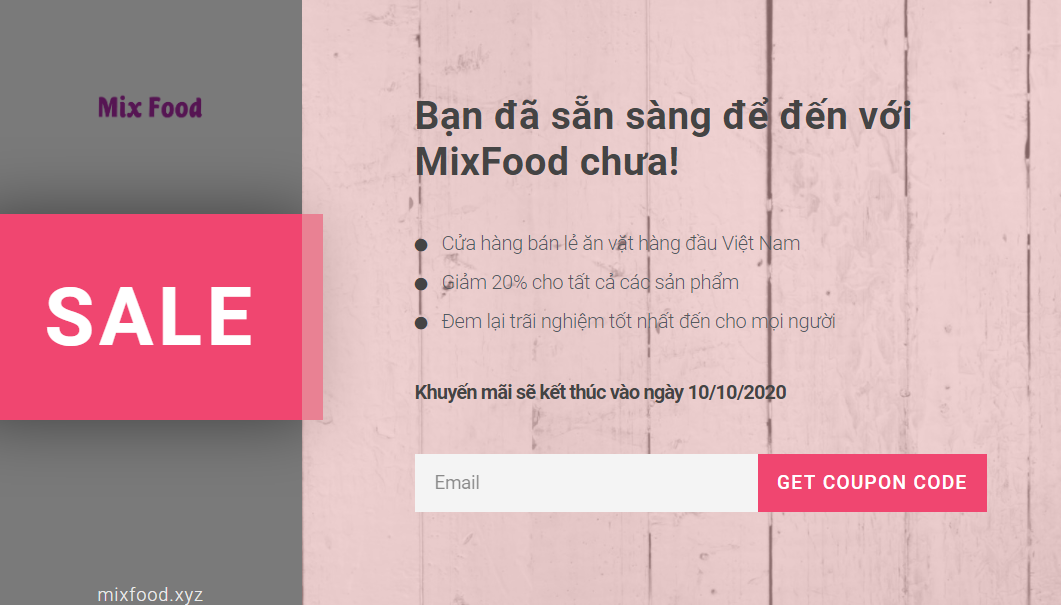 Mix Food
SALE
mixfood.xyz
Bạn đã sẵn sàng để đến với
MixFood chưa!
Cửa hàng bán lẻ ăn vặt hàng đầu Việt Nam
Giảm 20% cho tất cả các sản phẩm
Đem lại trãi nghiệm tốt nhất đến cho mọi người
Khuyến mãi sẽ kết thúc vào ngày 10/10/2020
Email
GET COUPON CODE